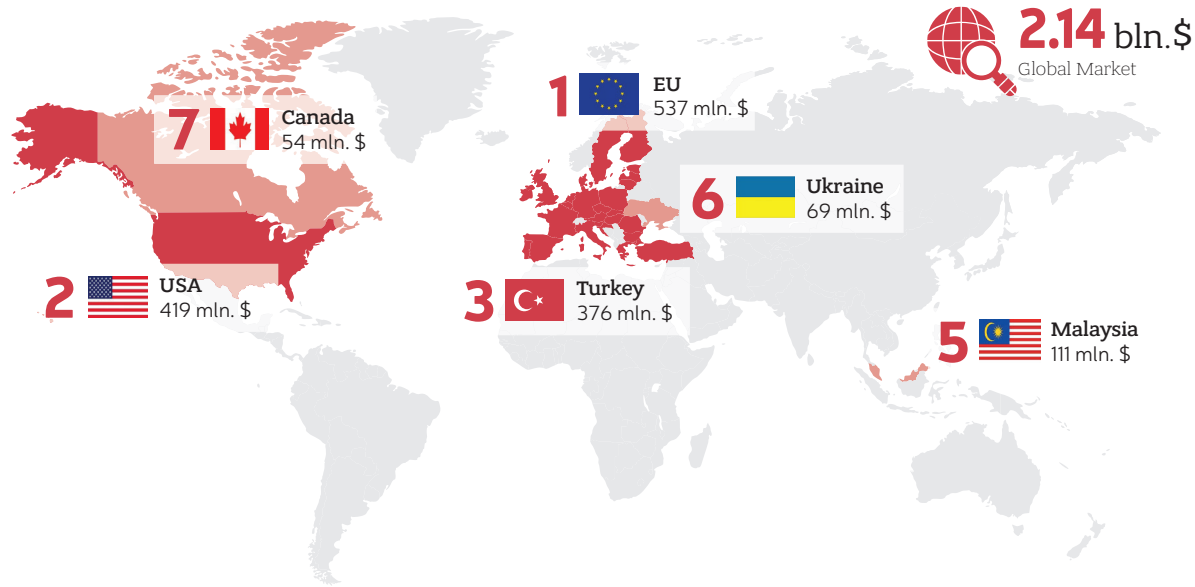 2.14 bln.$
Global Market
1
EU
537 mln. $
7
Canada
54 mln. $
6
Ukraine
69 mln. $
2
USA
419 mln. $
3
Turkey
376 mln. $
5
Malaysia
111 mln. $